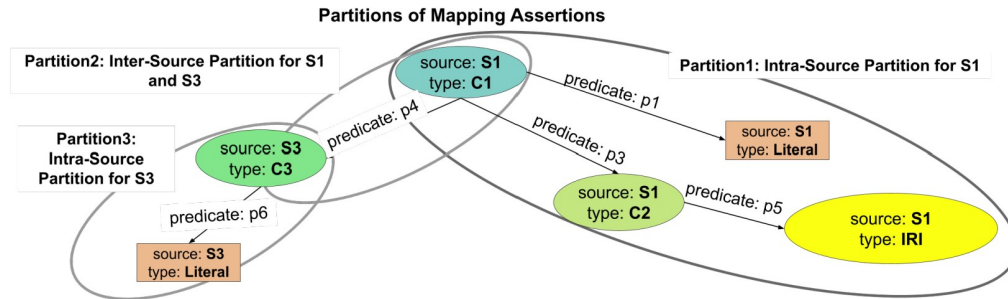 Partitions of Mapping Assertions
Partition2: Inter-Source Partition for S1
and S3
source: S1
type: C1
Partition1: Intra-Source Partition for S1
predicate: p4
predicate: p1
Partition3:
Intra-Source
Partition for S3
source: S3
type: C3
predicate: p3
source: S1
type: Literal
predicate: p6
source: S1
type: C2
predicate: p5
source: S1
type: IRI
source: S3
type: Literal